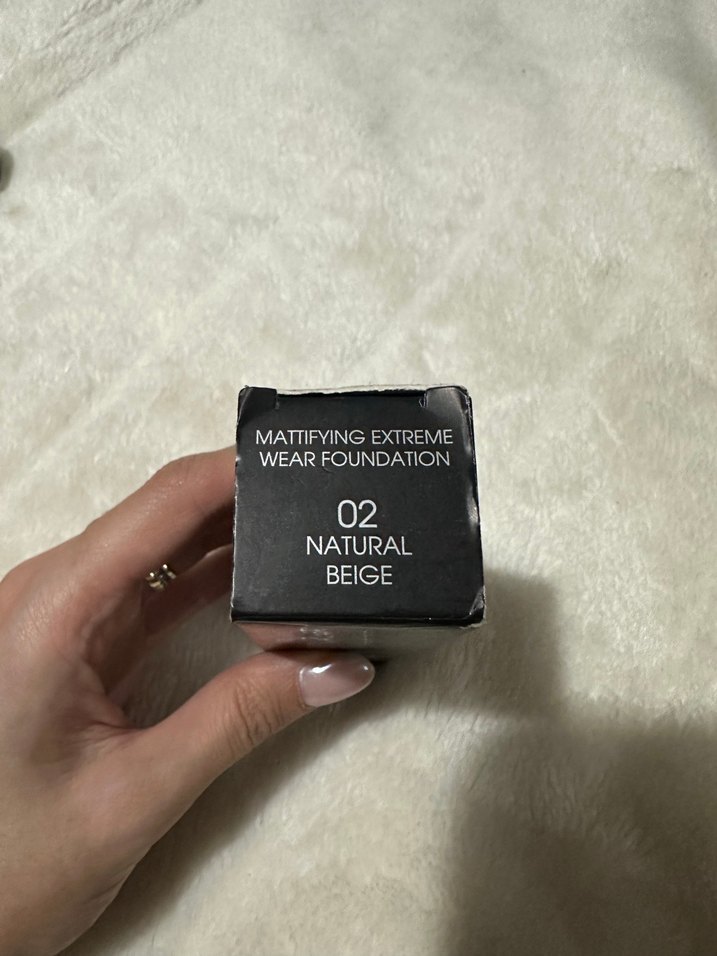 MATTIFYING EXTREME
WEAR FOUNDATION
02
NATURAL
BEIGE